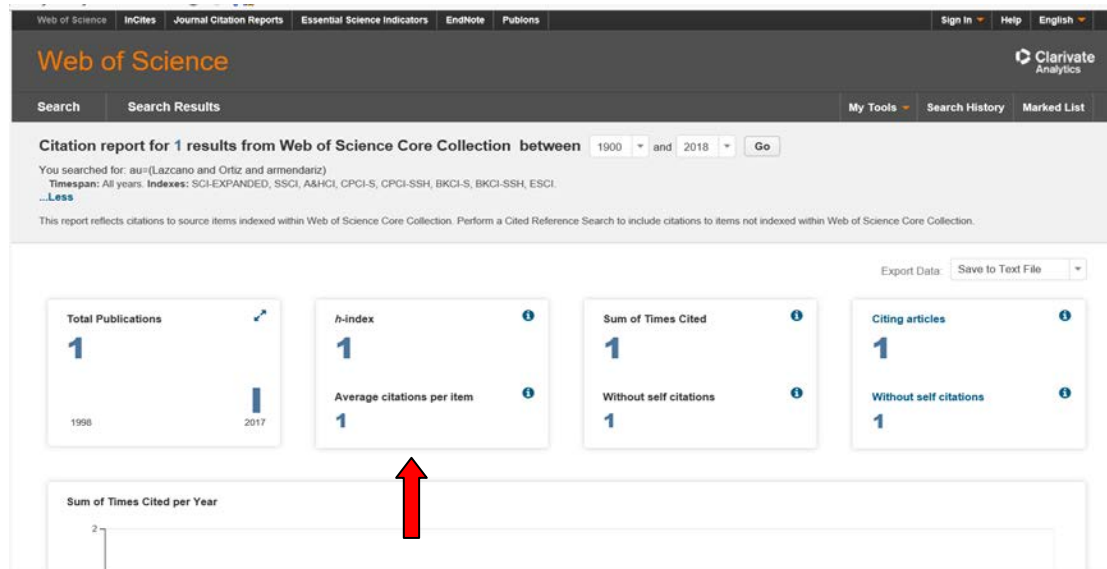 Web of Science InCites Journal Citation Reports Essential Science Indicators EndNote Publons Sign In Help English
Web of Science
Clarivate
Analytics
Search Search Results My Tools Search History Marked List
Citation report for 1 results from Web of Science Core Collection between 1900 and 2018 Go
You searched for: au=(Lazcano and Ortiz and armendariz)
Timespan: All years. Indexes: SCI-EXPANDED, SSCI, A&HCI, CPCI-S, CPCI-SSH, BKCI-S, BKCI-SSH, ESCI.
...Less
This report reflects citations to source items indexed within Web of Science Core Collection. Perform a Cited Reference Search to include citations to items not indexed within Web of Science Core Collection.
Export Data: Save to Text File
Total Publications
1
1998 2017
h-index
1
Average citations per item
1
Sum of Times Cited
1
Without self citations
1
Citing articles
1
Without self citations
1
Sum of Times Cited per Year
2